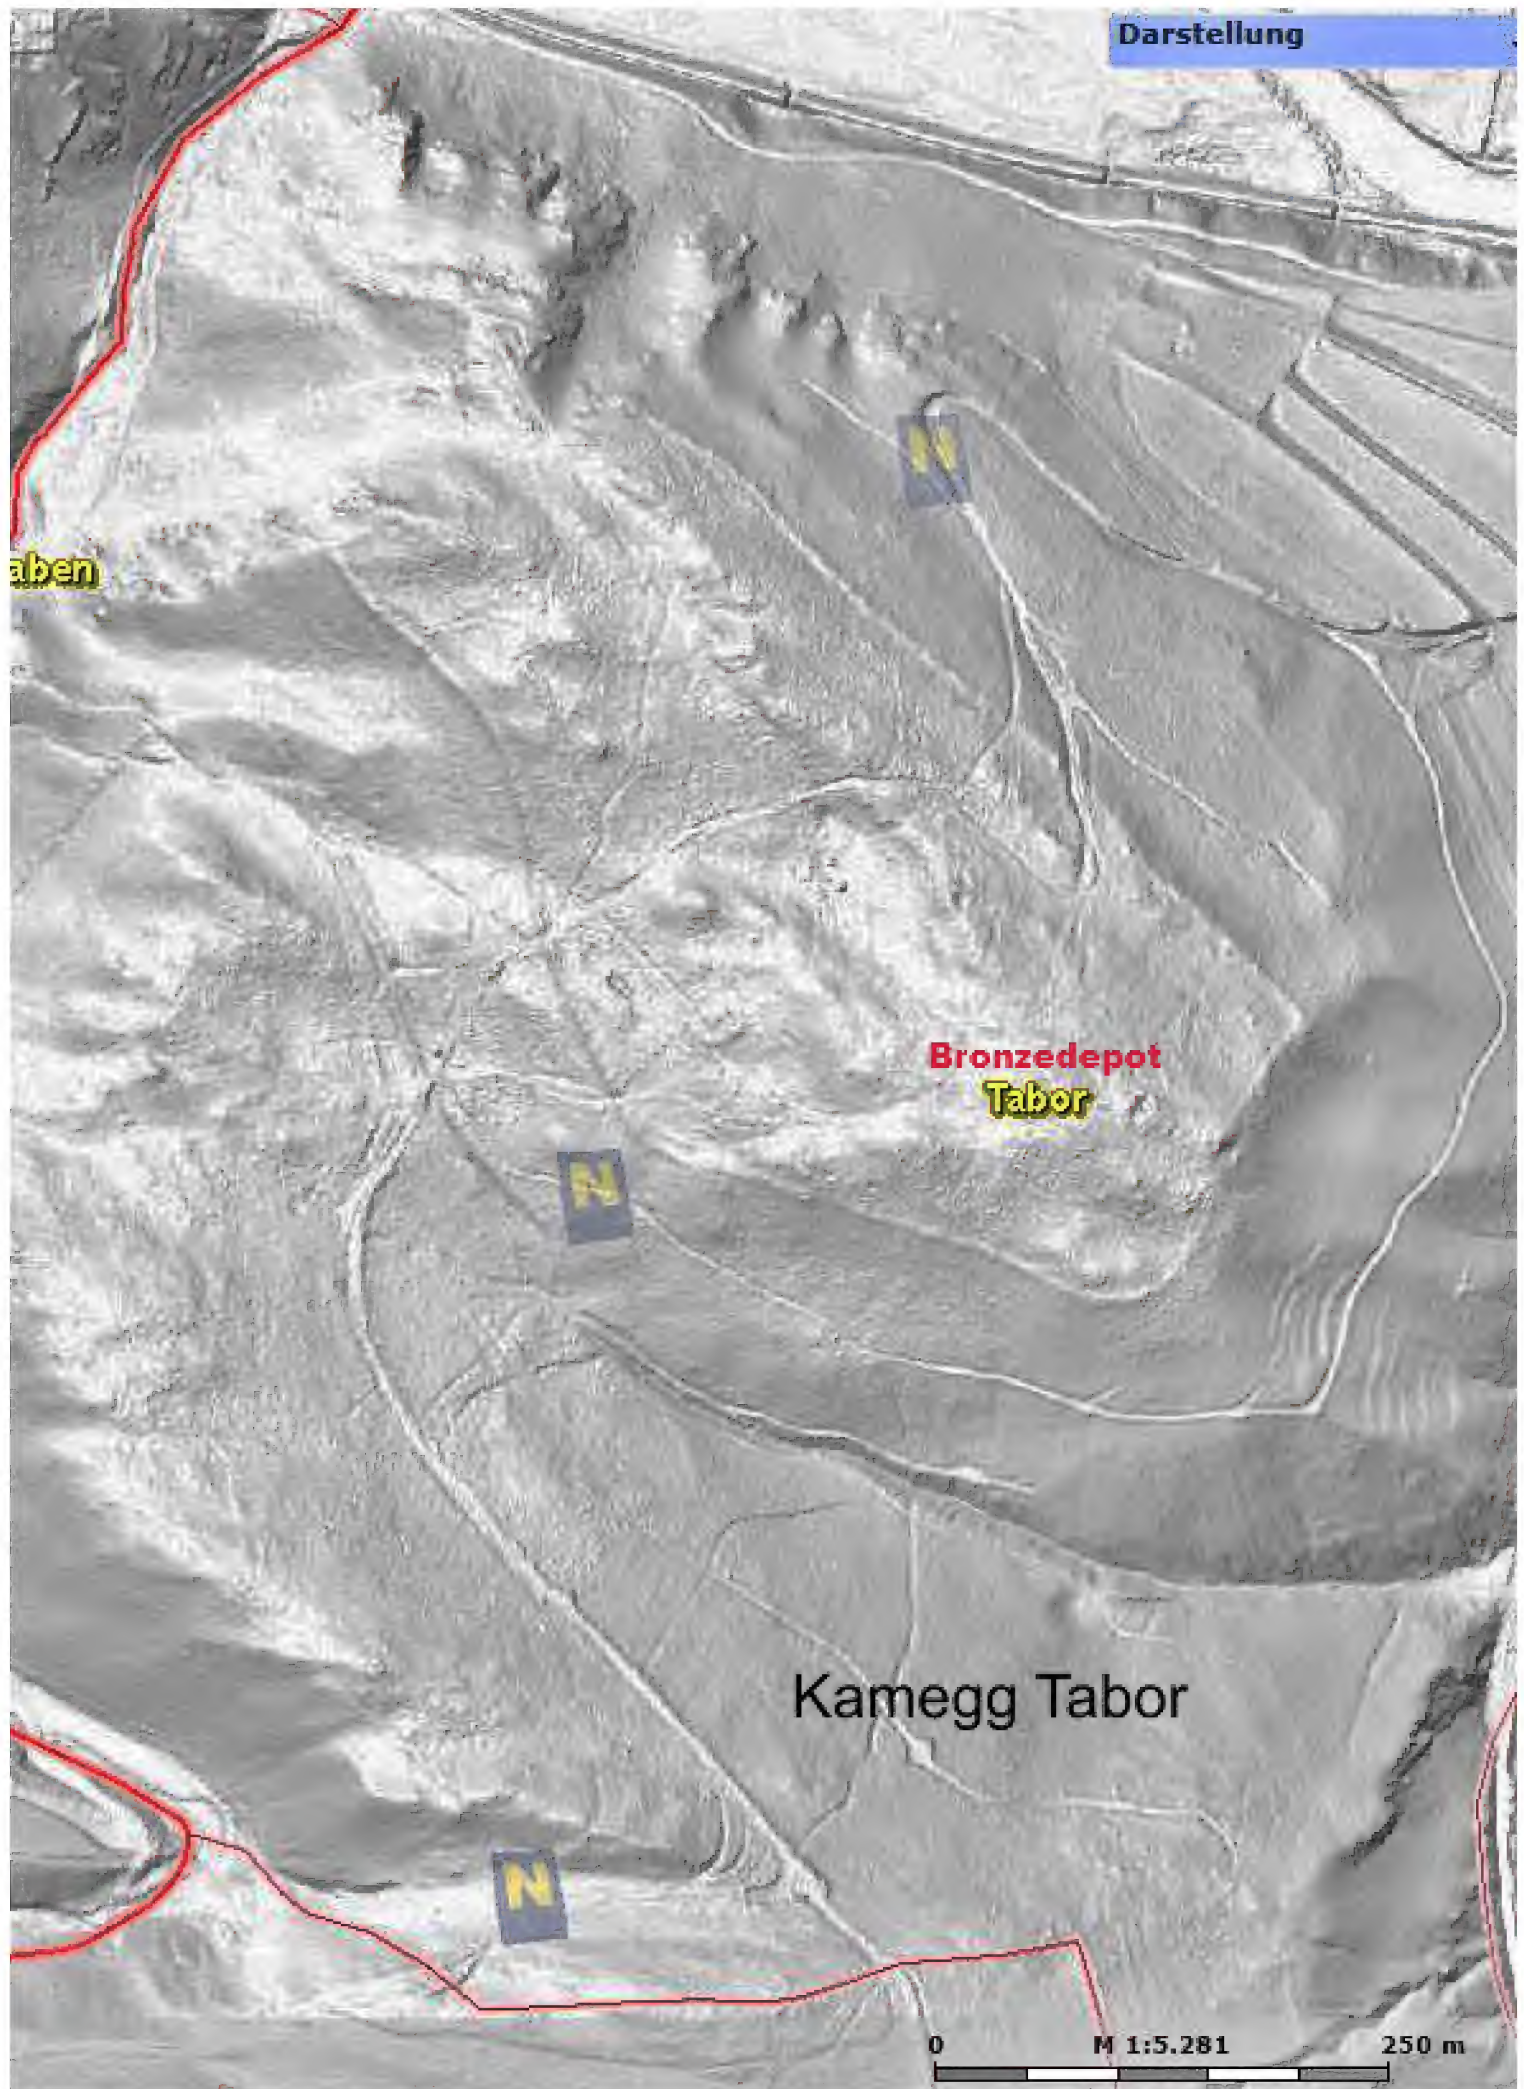 Darstellung
N
aben
Bronzedepot
Tabor
N
Kamegg Tabor
N
0 M 1:5.281 250 m